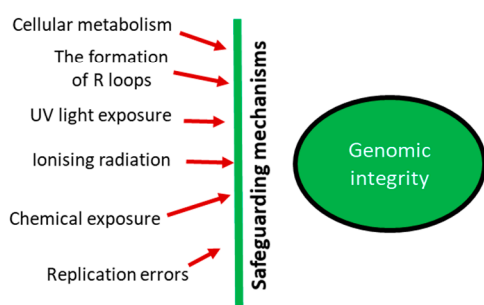 Cellular metabolism
The formation
of R loops
UV light exposure
Ionising radiation
Chemical exposure
Replication errors
Safeguarding mechanisms
Genomic
integrity